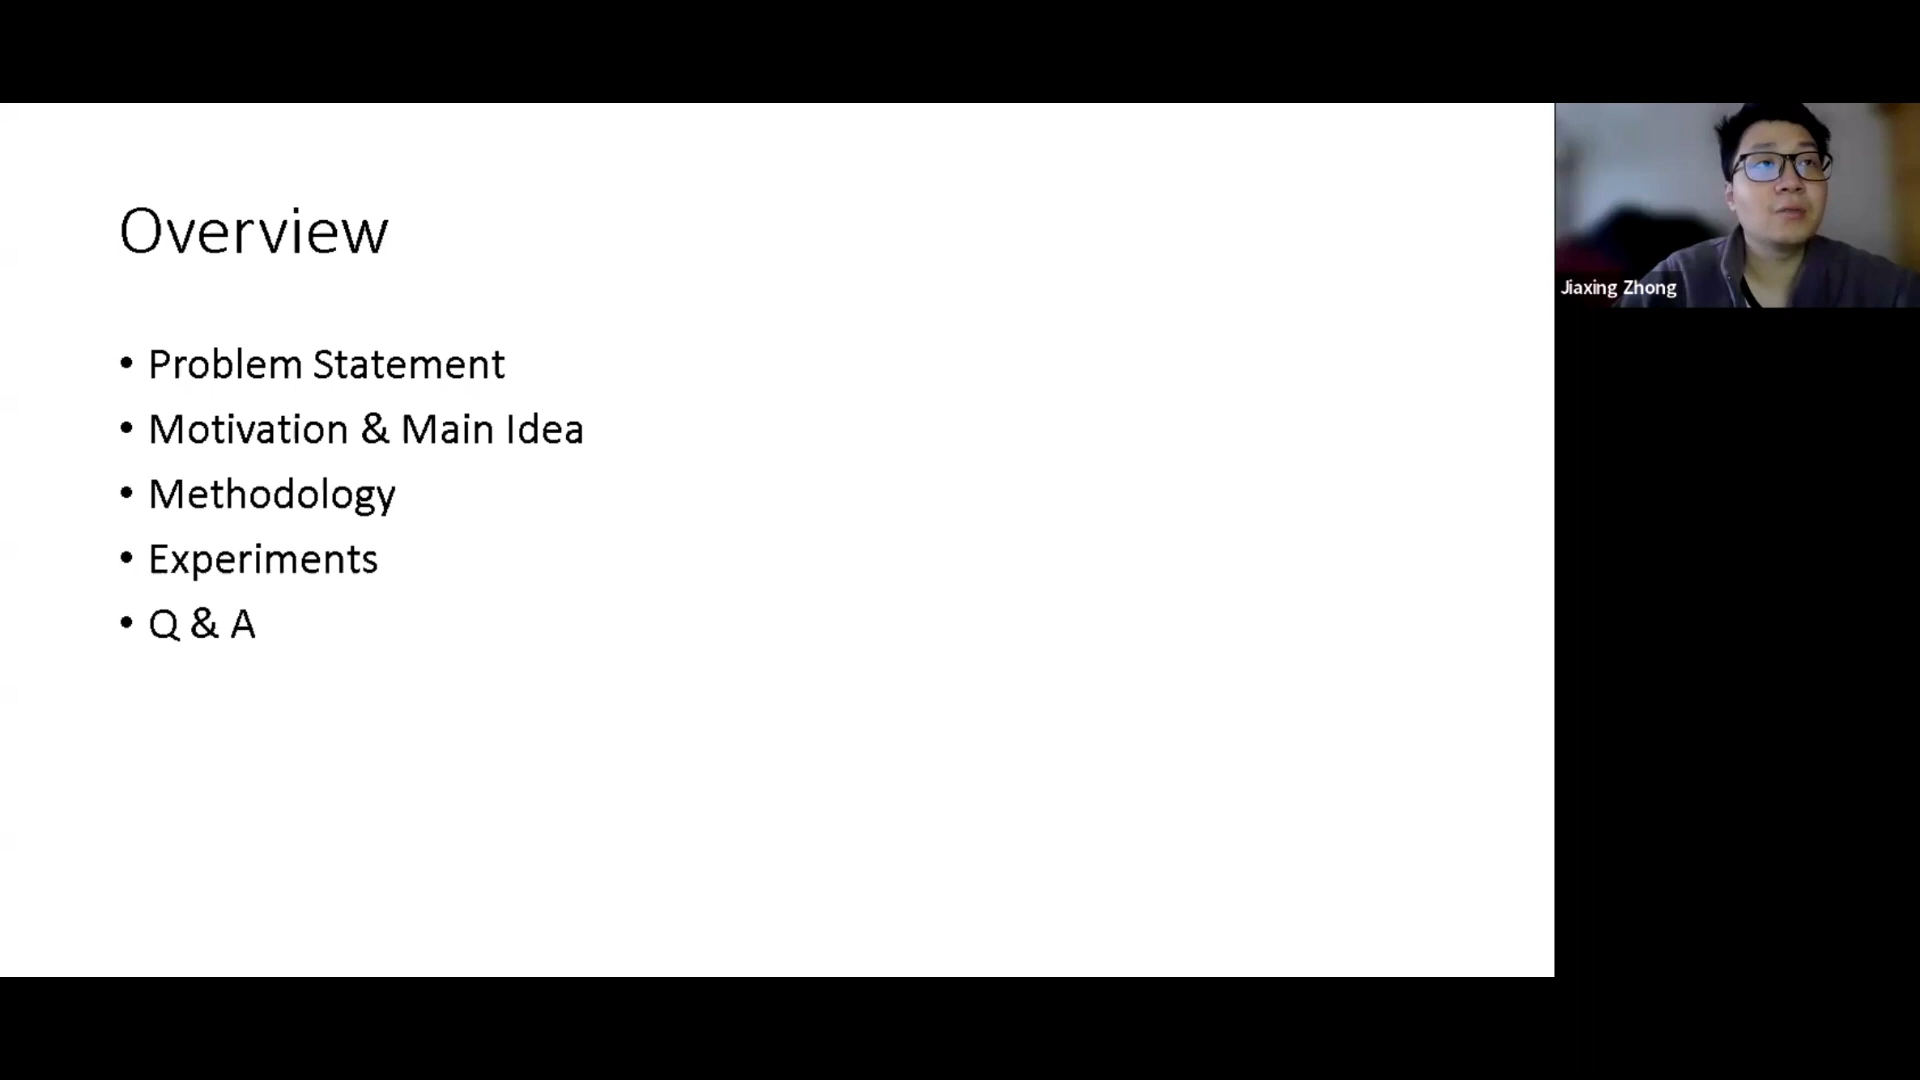 Overview
• Problem Statement
• Motivation & Main Idea
• Methodology
• Experiments
• Q & A
Jiaxing Zhong